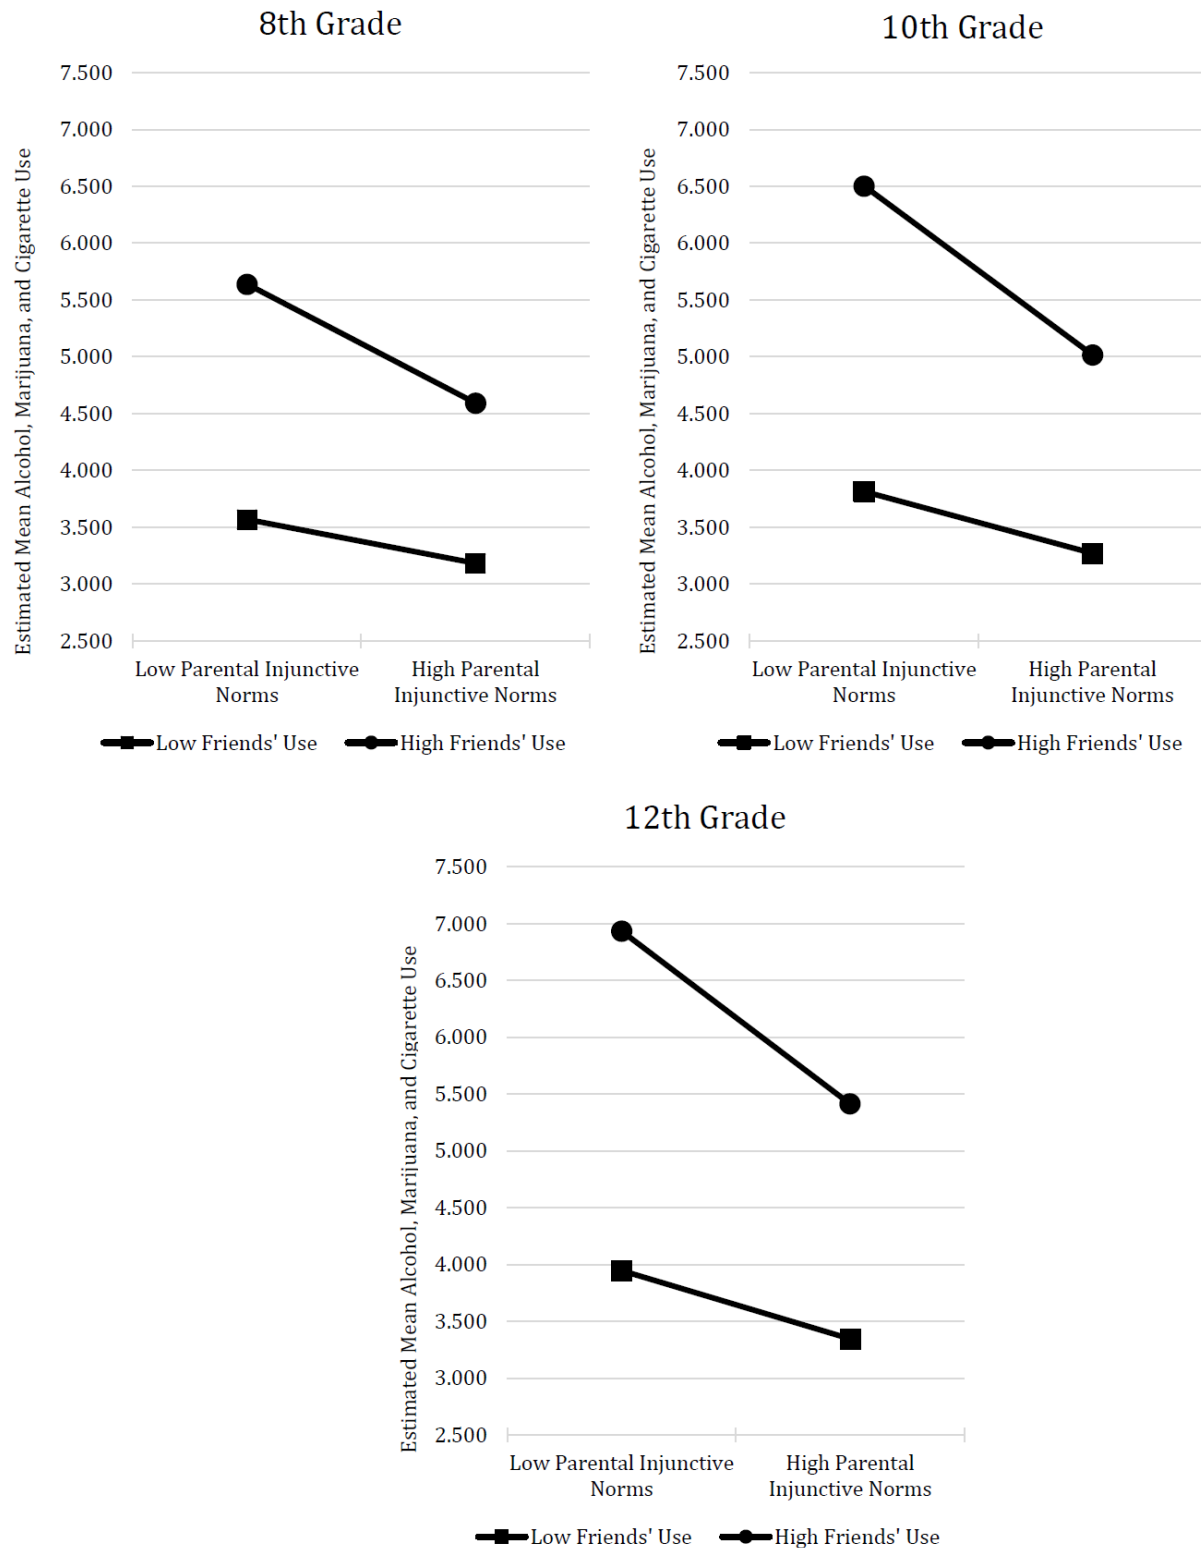 8th Grade
Estimated Mean Alcohol, Marijuana, and Cigarette Use
7.500
7.000
6.500
6.000
5.500
5.000
4.500
4.000
3.500
3.000
2.500
Low Parental Injunctive
Norms
High Parental
Injunctive Norms
Low Friends' Use
High Friends' Use
10th Grade
Estimated Mean Alcohol, Marijuana, and Cigarette Use
7.500
7.000
6.500
6.000
5.500
5.000
4.500
4.000
3.500
3.000
2.500
Low Parental Injunctive
Norms
High Parental
Injunctive Norms
Low Friends' Use
High Friends' Use
12th Grade
Estimated Mean Alcohol, Marijuana, and Cigarette Use
7.500
7.000
6.500
6.000
5.500
5.000
4.500
4.000
3.500
3.000
2.500
Low Parental Injunctive
Norms
High Parental
Injunctive Norms
Low Friends' Use
High Friends' Use